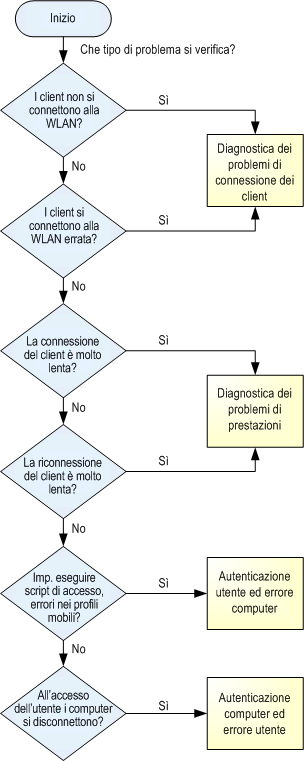 Inizio
Che tipo di problema si verifica?
I client non si
connettono alla
WLAN?
Sì
Diagnostica dei
problemi di
connessione dei
client
No
I client si
connettono alla
WLAN errata?
Sì
No
La connessione
del client è molto
lenta?
Sì
Diagnostica dei
problemi di
prestazioni
No
La riconnessione
del client è molto
lenta?
Sì
No
Imp. eseguire
script di accesso,
errori nei profili
mobili?
Sì
Autenticazione
utente ed errore
computer
No
All'accesso
dell'utente i computer
si disconnettono?
Sì
Autenticazione
computer ed
errore utente